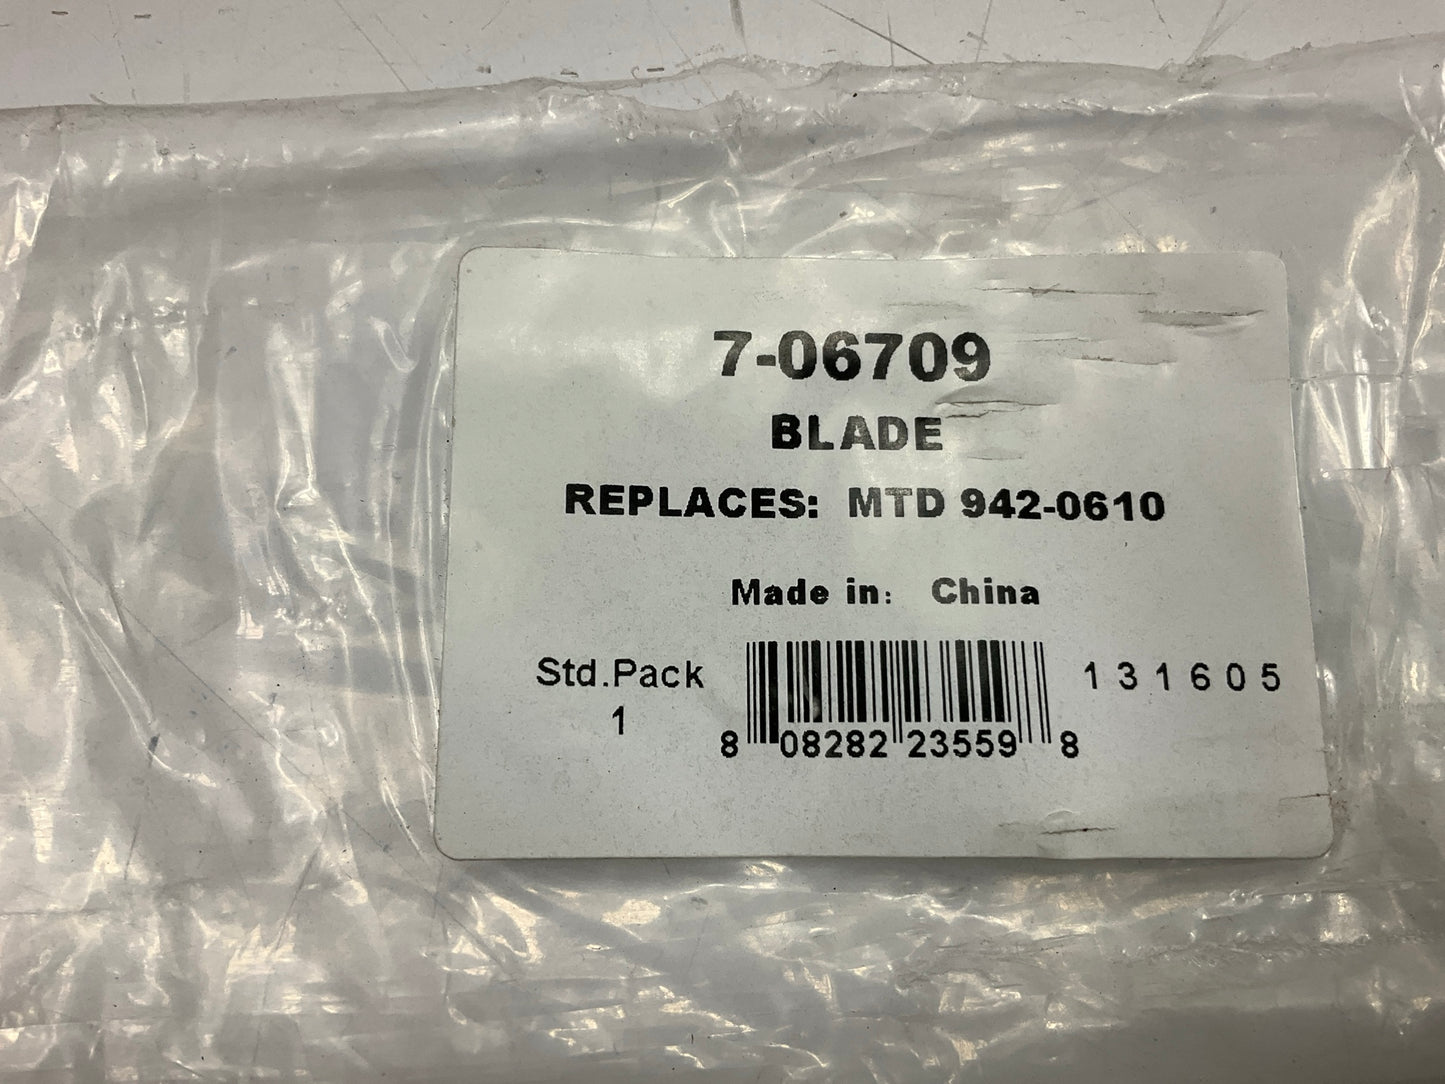 7-06709
BLADE
REPLACES: MTD 942-0610
Made in: China
Std.Pack
1
8 08282 23559 8
131605